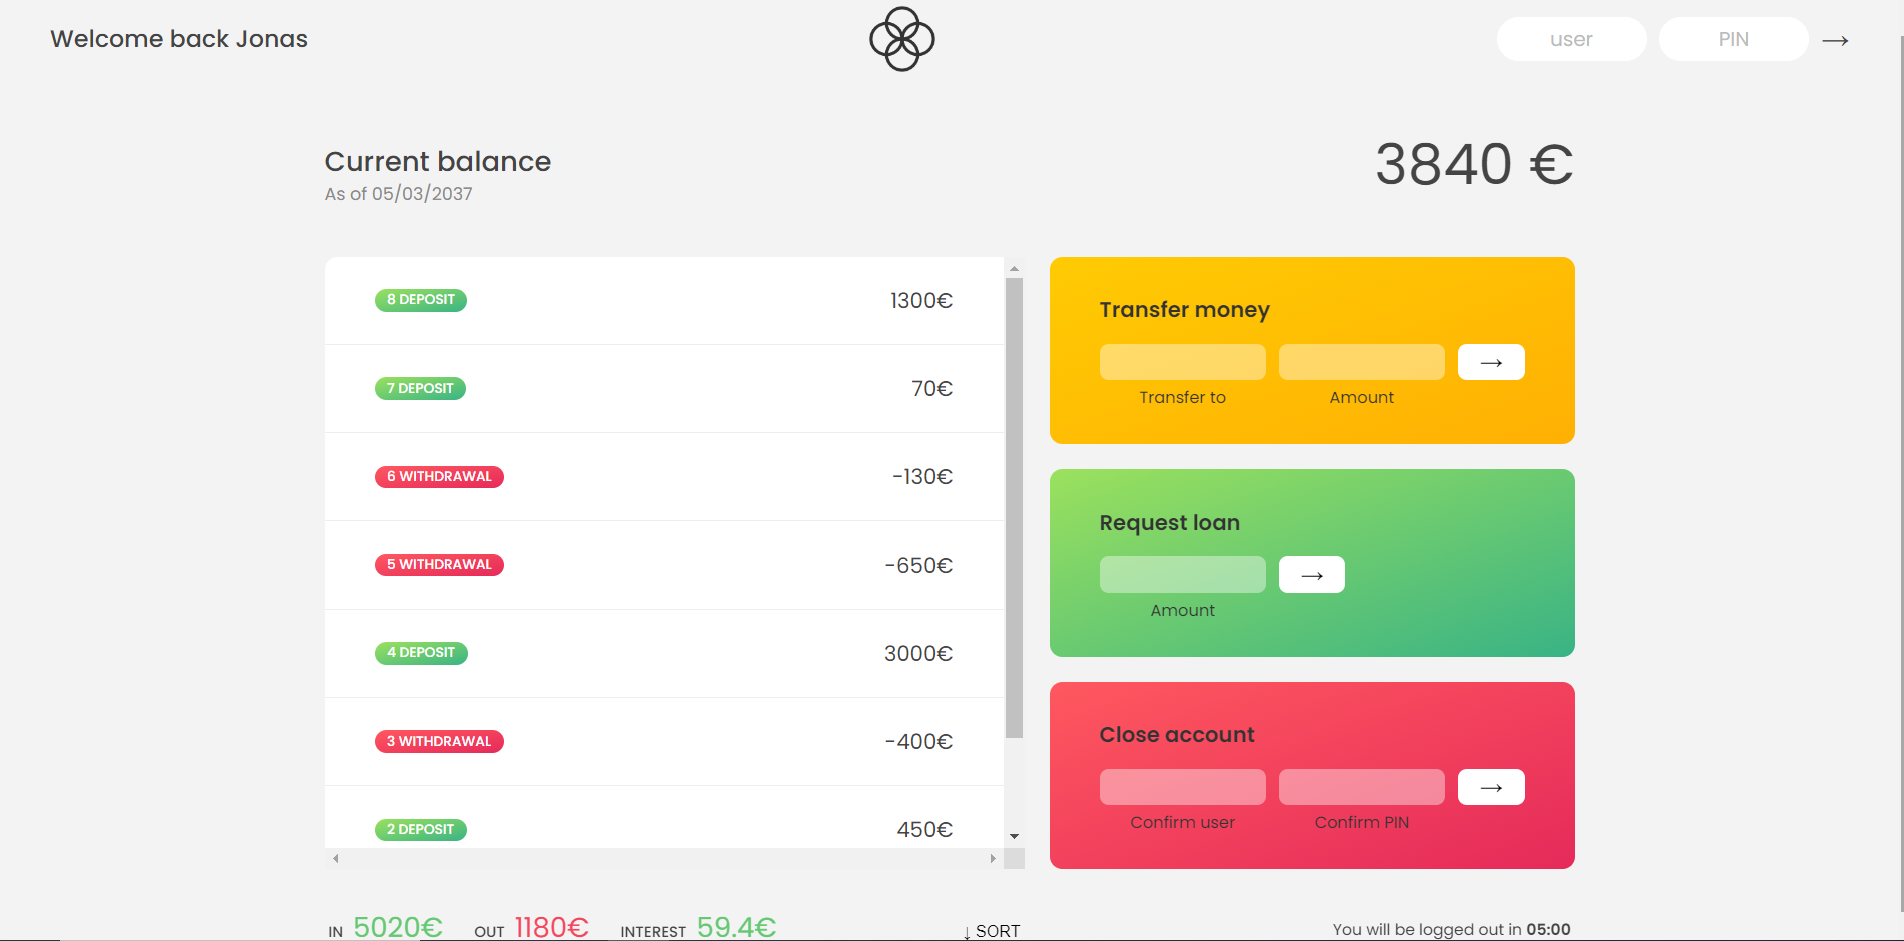 Welcome back Jonas
user
PIN
→
Current balance
As of 05/03/2037
3840 €
8 DEPOSIT
1300€
7 DEPOSIT
70€
6 WITHDRAWAL
-130€
5 WITHDRAWAL
-650€
4 DEPOSIT
3000€
3 WITHDRAWAL
-400€
2 DEPOSIT
450€
Transfer money
→
Transfer to
Amount
Request loan
→
Amount
Close account
→
Confirm user
Confirm PIN
IN 5020€ OUT 1180€ INTEREST 59.4€
↓ SORT
You will be logged out in 05:00